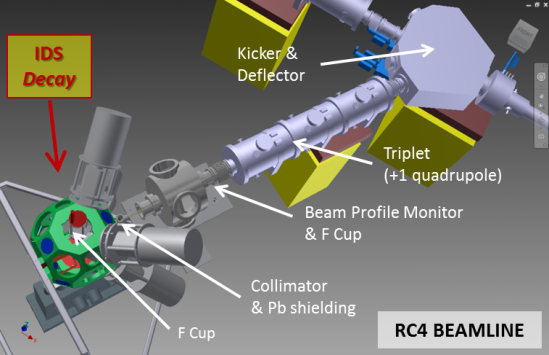 IDS
Decay
Kicker &
Deflector
Triplet
(+1 quadrupole)
Beam Profile Monitor
& F Cup
Collimator
& Pb shielding
F Cup
RC4 BEAMLINE